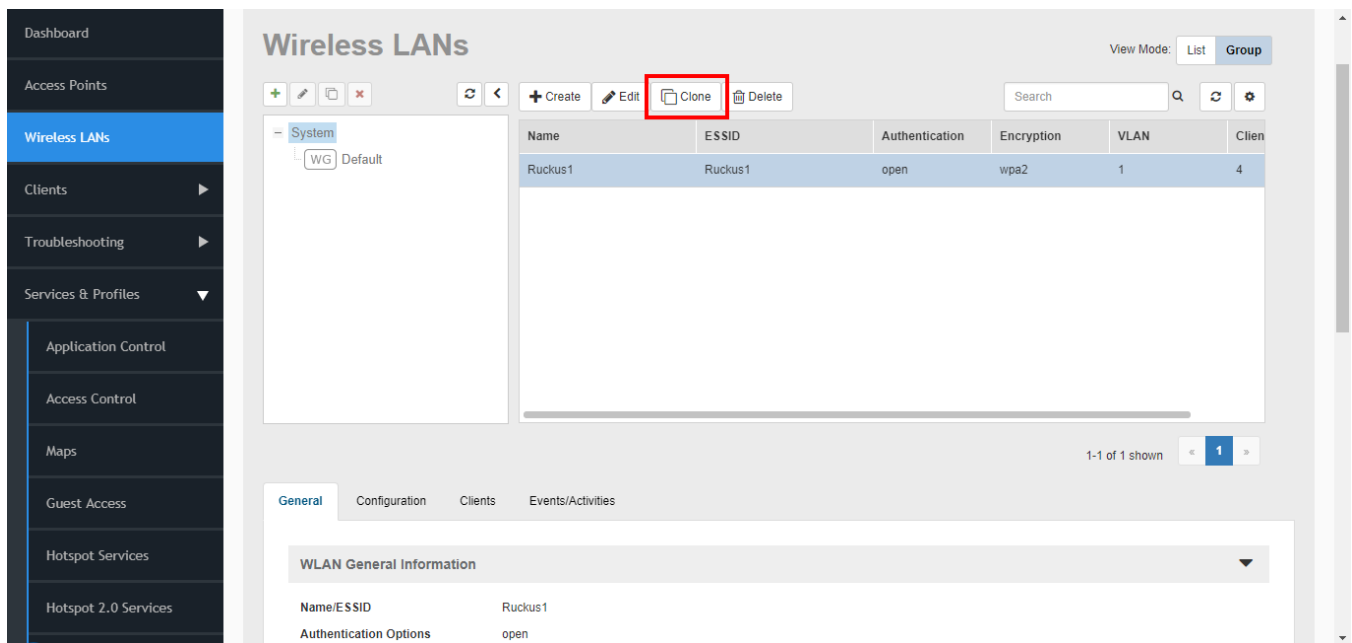 Dashboard
Access Points
Wireless LANs
Clients
Troubleshooting
Services & Profiles
Application Control
Access Control
Maps
Guest Access
Hotspot Services
Hotspot 2.0 Services
Wireless LANs
View Mode: List Group
Create Edit Clone Delete Search
System
WG Default
Name ESSID Authentication Encryption VLAN Clien
Ruckus1 Ruckus1 open wpa2 1 4
1-1 of 1 shown « 1 »
General Configuration Clients Events/Activities
WLAN General Information
Name/ESSID Ruckus1
Authentication Options open